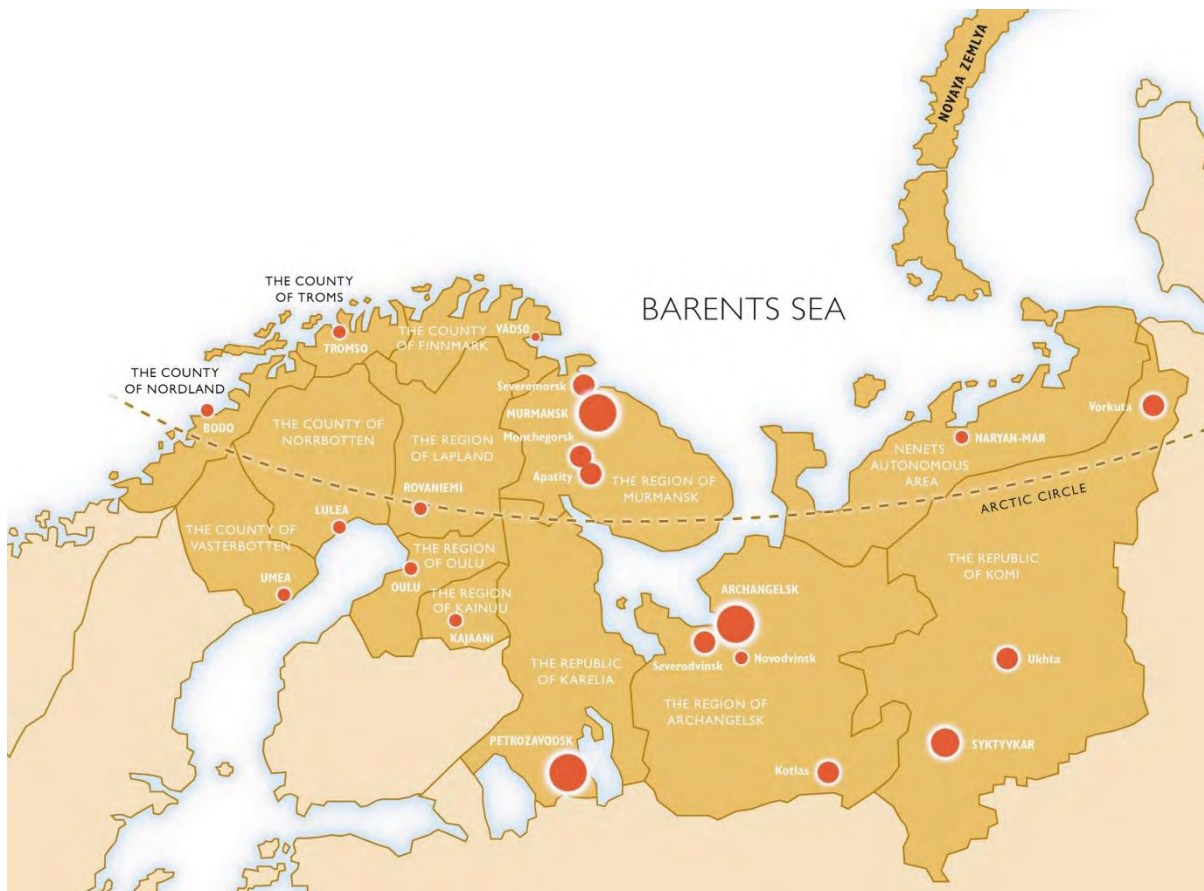 NOVAYA ZEMLYA
BARENTS SEA
THE COUNTY
OF TROMS
TROMSO
THE COUNTY
OF FINNMARK
VADSO
THE COUNTY
OF NORDLAND
BODO
THE COUNTY OF
NORRBOTTEN
THE REGION
OF LAPLAND
Severomorsk
MURMANSK
Monchegorsk
Apatity
THE REGION OF
MURMANSK
Vorkuta
NARYAN-MAR
NENETS
AUTONOMOUS
AREA
ARCTIC CIRCLE
ROVANIEMI
LULEA
THE COUNTY OF
VASTERBOTTEN
UMEA
THE REGION
OF OULU
OULU
THE REGION
OF KAINUU
KAJAANI
THE REPUBLIC
OF KOMI
ARCHANGELSK
Severodvinsk
Novodvinsk
Ukhta
THE REPUBLIC
OF KARELIA
THE REGION OF
ARCHANGELSK
PETROZAVODSK
Kotlas
SYKTYVKAR